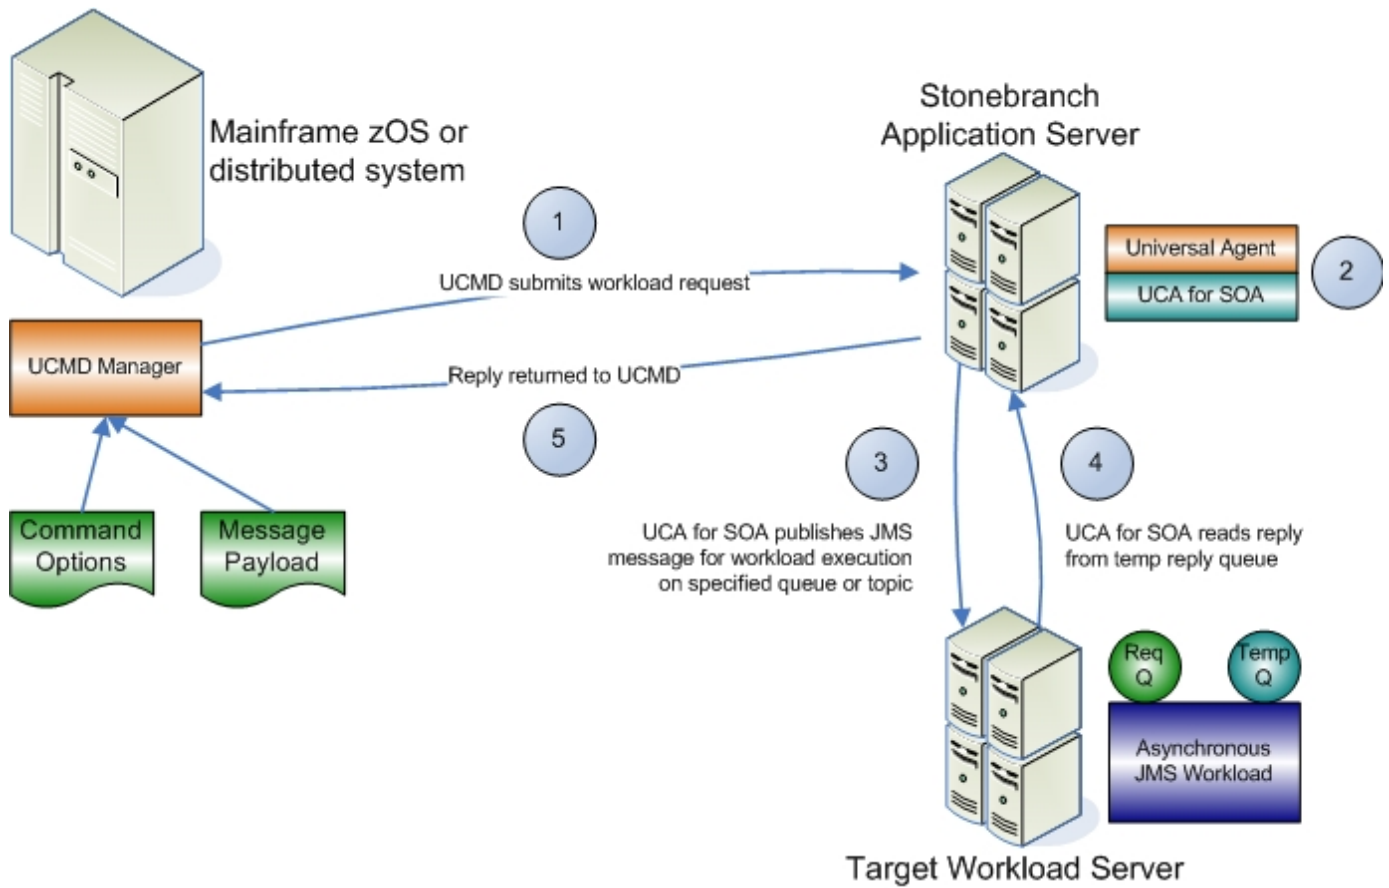 Mainframe zOS or
distributed system
Stonebranch
Application Server
1
UCMD submits workload request
Universal Agent
UCA for SOA
2
UCMD Manager
Reply returned to UCMD
5
3
4
Command
Options
Message
Payload
UCA for SOA publishes JMS
message for workload execution
on specified queue or topic
UCA for SOA reads reply
from temp reply queue
Req
Q
Temp
Q
Asynchronous
JMS Workload
Target Workload Server